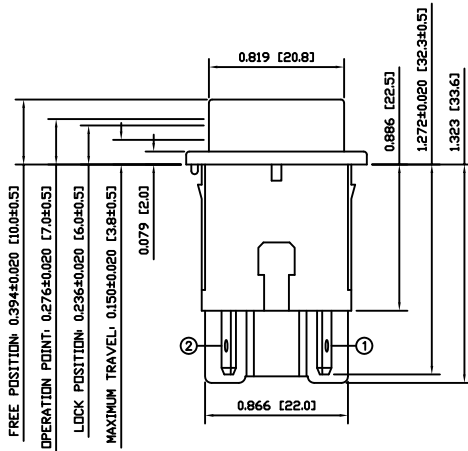 0.819 [20.8]
0.886 [22.5]
1.272±0.020 [32.3±0.5]
1.323 [33.6]
FREE POSITION: 0.394±0.020 [10.0±0.5]
OPERATION POINT: 0.276±0.020 [7.0±0.5]
LOCK POSITION: 0.236±0.020 [6.0±0.5]
MAXIMUM TRAVEL: 0.150±0.020 [3.8±0.5]
0.079 [2.0]
2
1
0.866 [22.0]